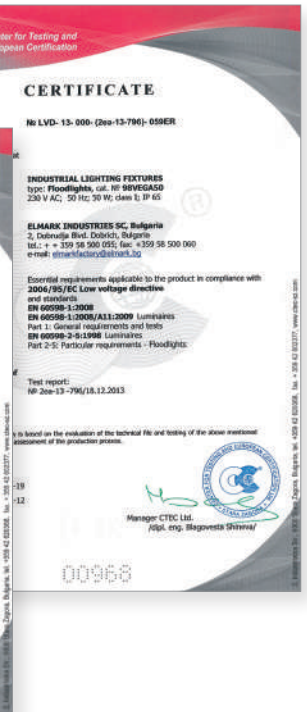 ter for Testing and
opean Certification
CERTIFICATE
№ LVD- 13- 000- (2ea-13-796)- 059ER
INDUSTRIAL LIGHTING FIXTURES
type: Floodlights, cat. № 98VEGA50
230 V AC; 50 Hz; 50 W; class I; IP 65
ELMARK INDUSTRIES SC, Bulgaria
2, Dobrudja Blvd. Dobrich, Bulgaria
tel.: + + 359 58 500 055; fax: +359 58 500 060
e-mail: elmarkfactory@elmark.bg
Essential requirements applicable to the product in compliance with
2006/95/EC Low voltage directive
and standards
EN 60598-1:2008
EN 60598-1:2008/A11:2009 Luminaires
Part 1: General requirements and tests
EN 60598-2-5:1998 Luminaires
Part 2-5: Particular requirements - Floodlights
Test report:
№ 2ea-13 -796/18.12.2013
y is based on the evaluation of the technical file and testing of the above mentioned
assessment of the production process.
-19
-12
Manager CTEC Ltd.
/dipl. eng. Blagovesta Shineva/
00968